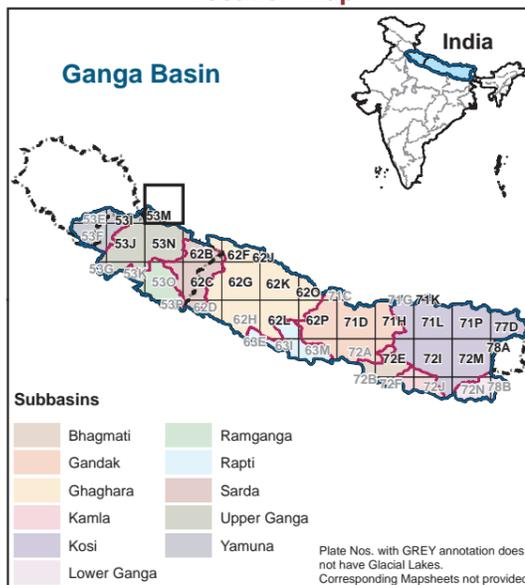 India
Ganga Basin
53E 53I 53M
53F 53J 53N 62B 62F 62J
53G 53K 53O 62C 62G 62K 62O 71C 71G 71K
53P 62D 62H 62L 62P 71D 71H 71L 71P 77D
63E 63I 63M 72A 72E 72I 72M 78A
72B 72F 72J 72N 78B
Subbasins
Bhagmati
Gandak
Ghaghara
Kamla
Kosi
Lower Ganga
Ramganga
Rapti
Sarda
Upper Ganga
Yamuna
Plate Nos. with GREY annotation does
not have Glacial Lakes.
Corresponding Mapsheets not provided